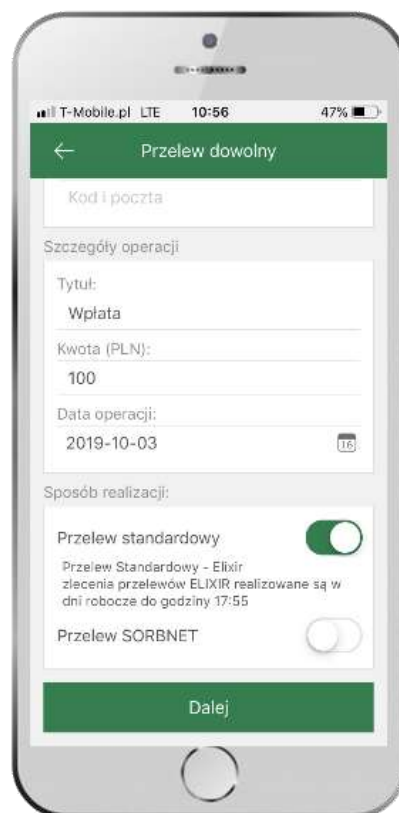 T-Mobile.pl LTE 10:56 47%
Przelew dowolny
Kod i poczta
Szczegóły operacji
Tytuł:
Wpłata
Kwota (PLN):
100
Data operacji:
2019-10-03
16
Sposób realizacji:
Przelew standardowy
Przelew Standardowy - Elixir
zlecenia przelewów ELIXIR realizowane są w
dni robocze do godziny 17:55
Przelew SORBNET
Dalej